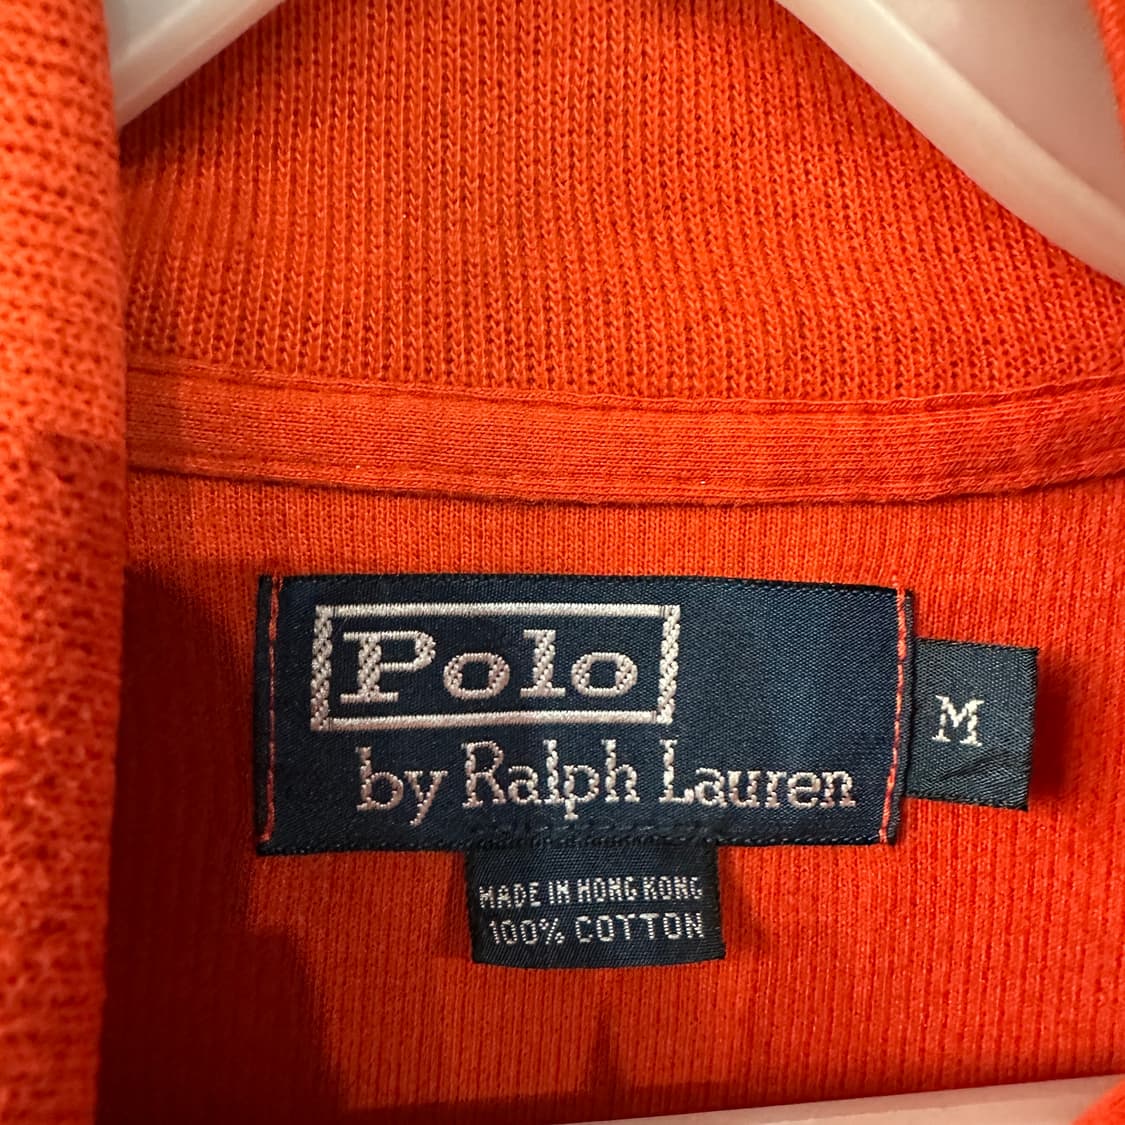 Polo
by Ralph Lauren
M
MADE IN HONG KONG
100% COTTON